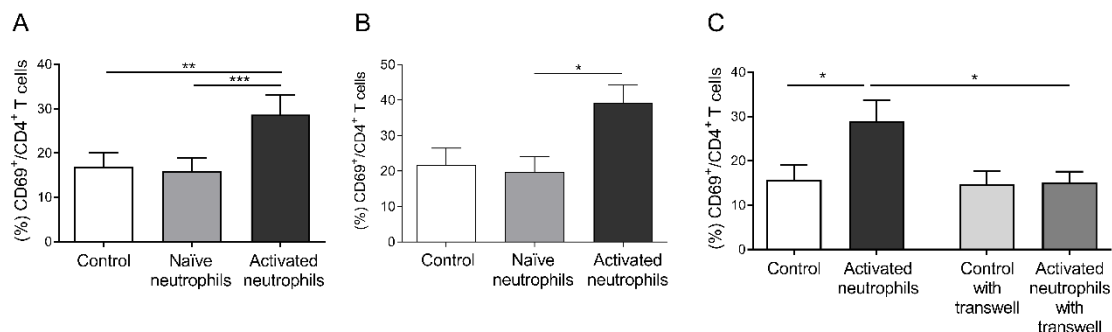 A
(%) CD69⁺/CD4⁺ T cells
40
30
20
10
0
**
***
Control
Naïve
neutrophils
Activated
neutrophils
B
(%) CD69⁺/CD4⁺ T cells
50
40
30
20
10
0
*
Control
Naïve
neutrophils
Activated
neutrophils
C
(%) CD69⁺/CD4⁺ T cells
40
30
20
10
0
*
*
Control
Activated
neutrophils
Control
with
transwell
Activated
neutrophils
with
transwell